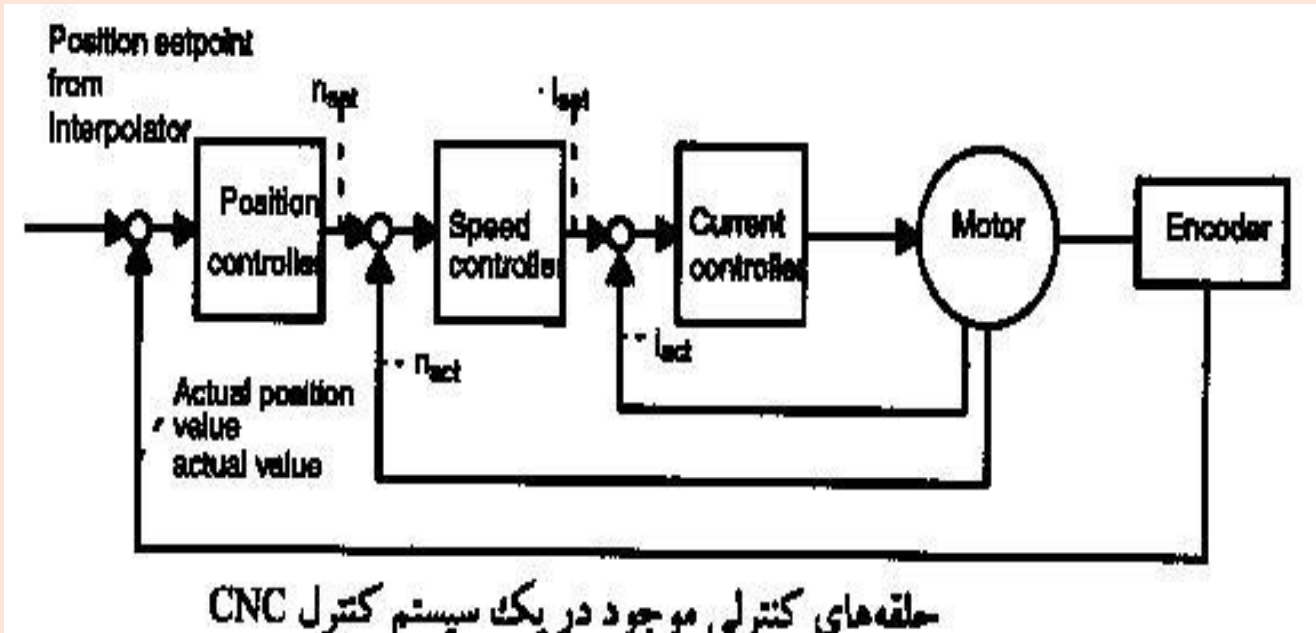 Position setpoint
from
Interpolator
n_set
i_set
Position
controller
Speed
controller
Current
controller
Motor
Encoder
n_act
i_act
Actual position
value
actual value
حلقه‌های کنترلی موجود در یک سیستم کنترل CNC